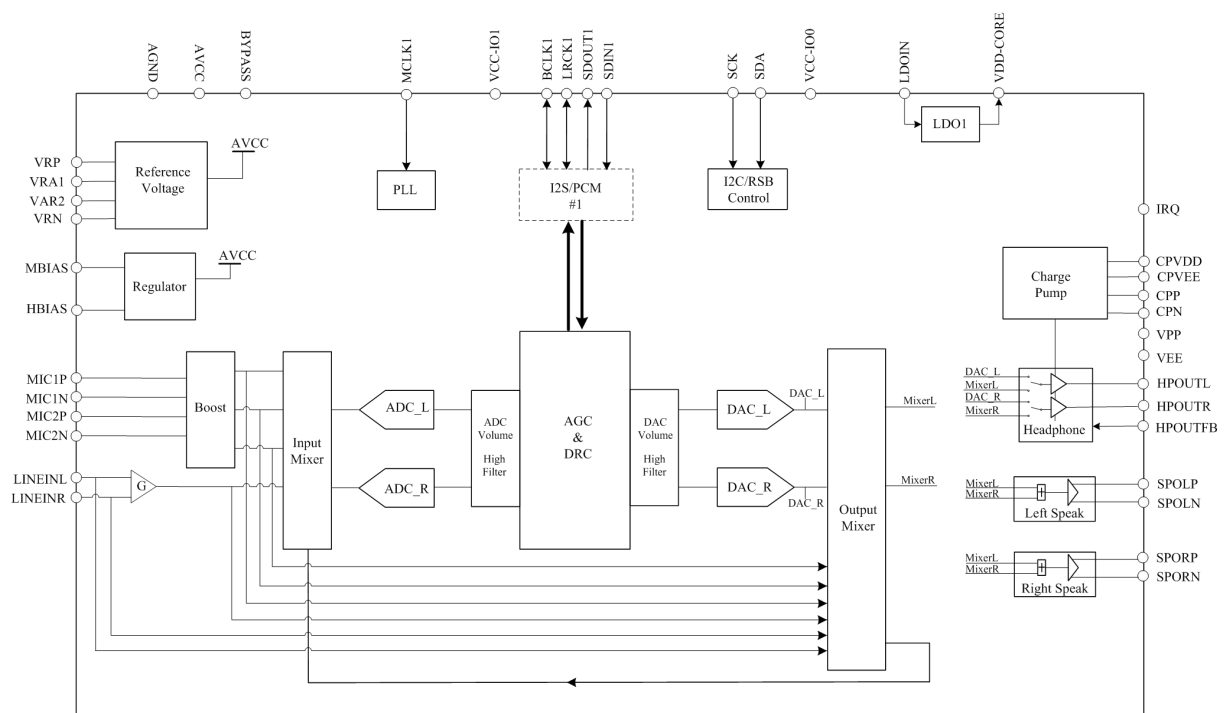 AGND
AVCC
BYPASS
MCLK1
VCC-IO1
BCLK1
LRCK1
SDOUT1
SDIN1
SCK
SDA
VCC-IO0
LDOIN
VDD-CORE
LDO1
VRP
VRA1
VAR2
VRN
Reference
Voltage
AVCC
PLL
I2S/PCM
#1
I2C/RSB
Control
IRQ
MBIAS
HBIAS
Regulator
AVCC
Charge
Pump
CPVDD
CPVEE
CPP
CPN
VPP
VEE
MIC1P
MIC1N
MIC2P
MIC2N
Boost
LINEINL
LINEINR
G
Input
Mixer
ADC_L
ADC_R
ADC
Volume
High
Filter
AGC
&
DRC
DAC
Volume
High
Filter
DAC_L
DAC_R
DAC_L
DAC_R
Output
Mixer
MixerL
MixerR
DAC_L
MixerL
DAC_R
MixerR
Headphone
HPOUTL
HPOUTR
HPOUTFB
MixerL
MixerR
+
Left Speak
SPOLP
SPOLN
MixerL
MixerR
+
Right Speak
SPORP
SPORN